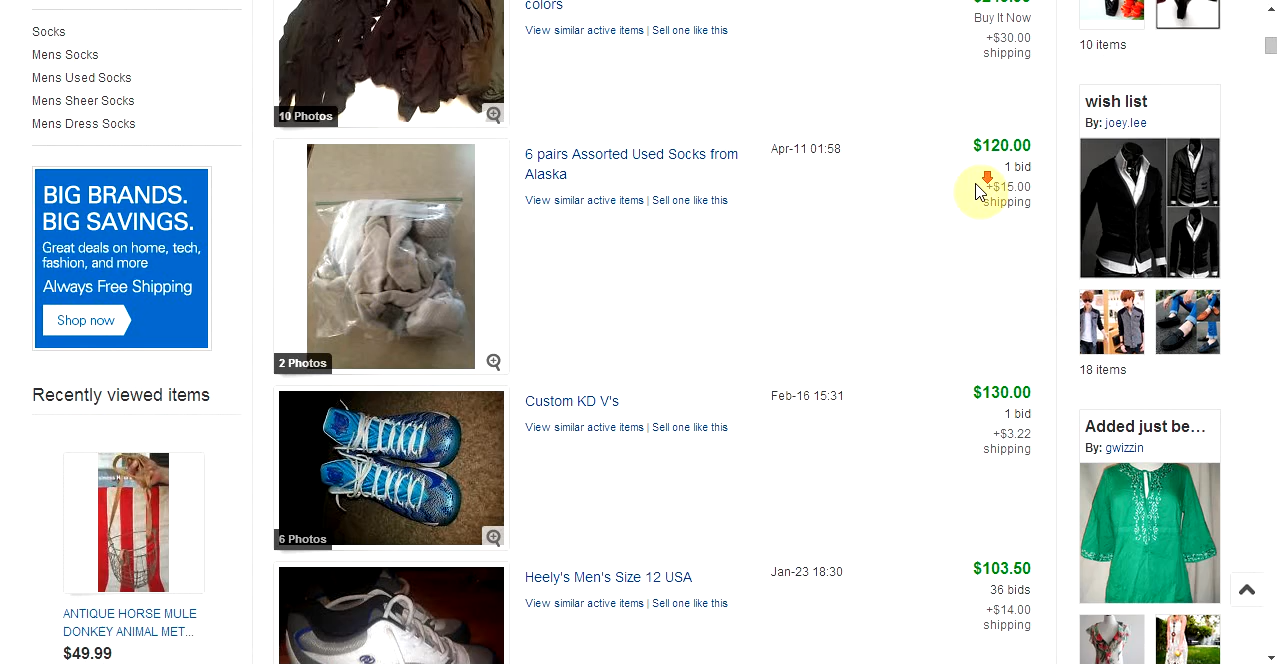 Socks
Mens Socks
Mens Used Socks
Mens Sheer Socks
Mens Dress Socks
BIG BRANDS.
BIG SAVINGS.
Great deals on home, tech,
fashion, and more
Always Free Shipping
Shop now
Recently viewed items
ANTIQUE HORSE MULE
DONKEY ANIMAL MET...
$49.99
colors
View similar active items | Sell one like this
Buy It Now
+$30.00
shipping
10 Photos
6 pairs Assorted Used Socks from
Alaska
View similar active items | Sell one like this
Apr-11 01:58
$120.00
1 bid
+$15.00
shipping
2 Photos
Custom KD V's
View similar active items | Sell one like this
Feb-16 15:31
$130.00
1 bid
+$3.22
shipping
6 Photos
Heely's Men's Size 12 USA
View similar active items | Sell one like this
Jan-23 18:30
$103.50
36 bids
+$14.00
shipping
10 items
wish list
By: joey.lee
18 items
Added just be...
By: gwizzin